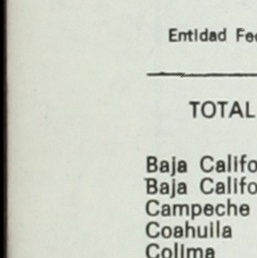 Entidad Fe
TOTAL
Baja Califo
Baja Califo
Campeche
Coahuila
Colima